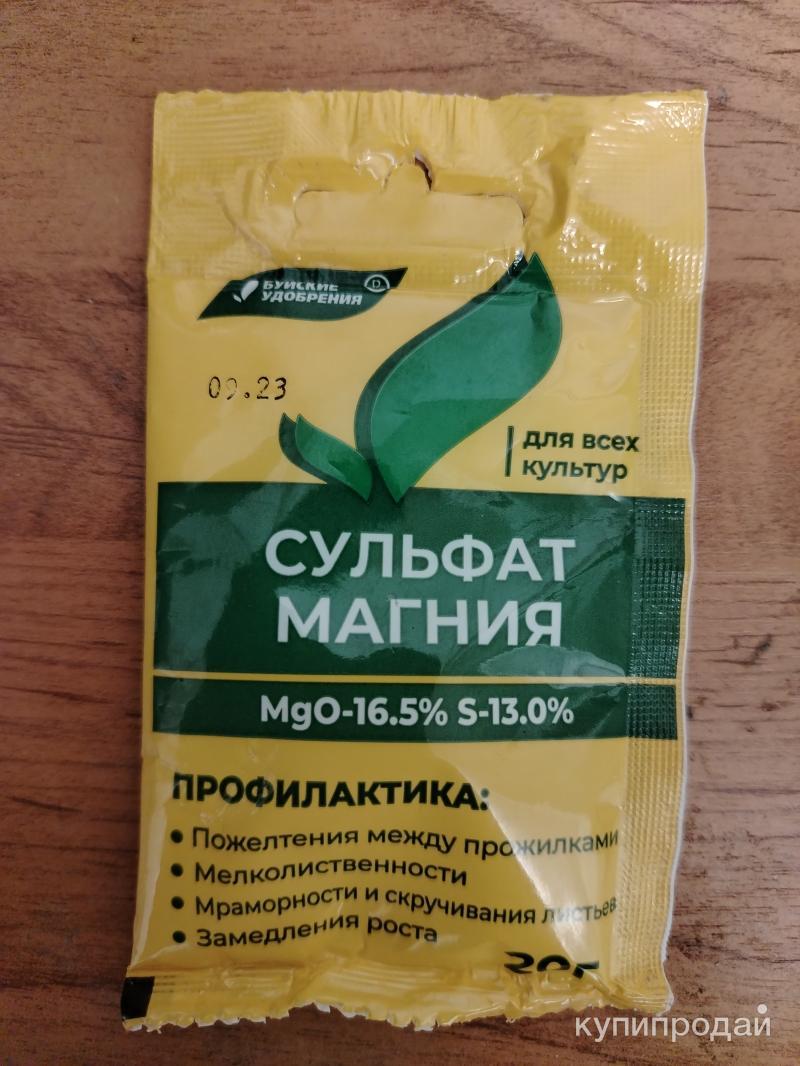 БУЙСКИЕ
УДОБРЕНИЯ
09.23
для всех
культур
СУЛЬФАТ
МАГНИЯ
MgO-16.5% S-13.0%
ПРОФИЛАКТИКА:
• Пожелтения между прожилками
• Мелколиственности
• Мраморности и скручивания листьев
• Замедления роста
купипродай